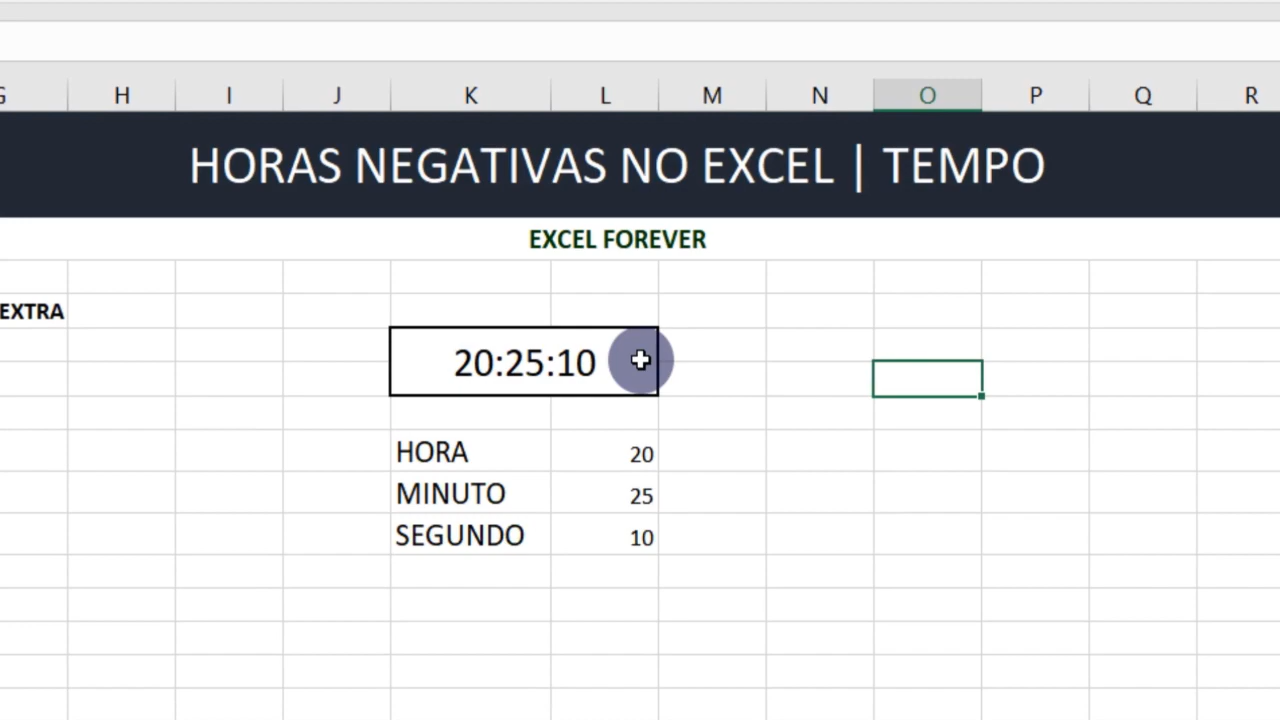 G H I J K L M N O P Q R
HORAS NEGATIVAS NO EXCEL | TEMPO
EXCEL FOREVER
EXTRA
20:25:10
HORA 20
MINUTO 25
SEGUNDO 10